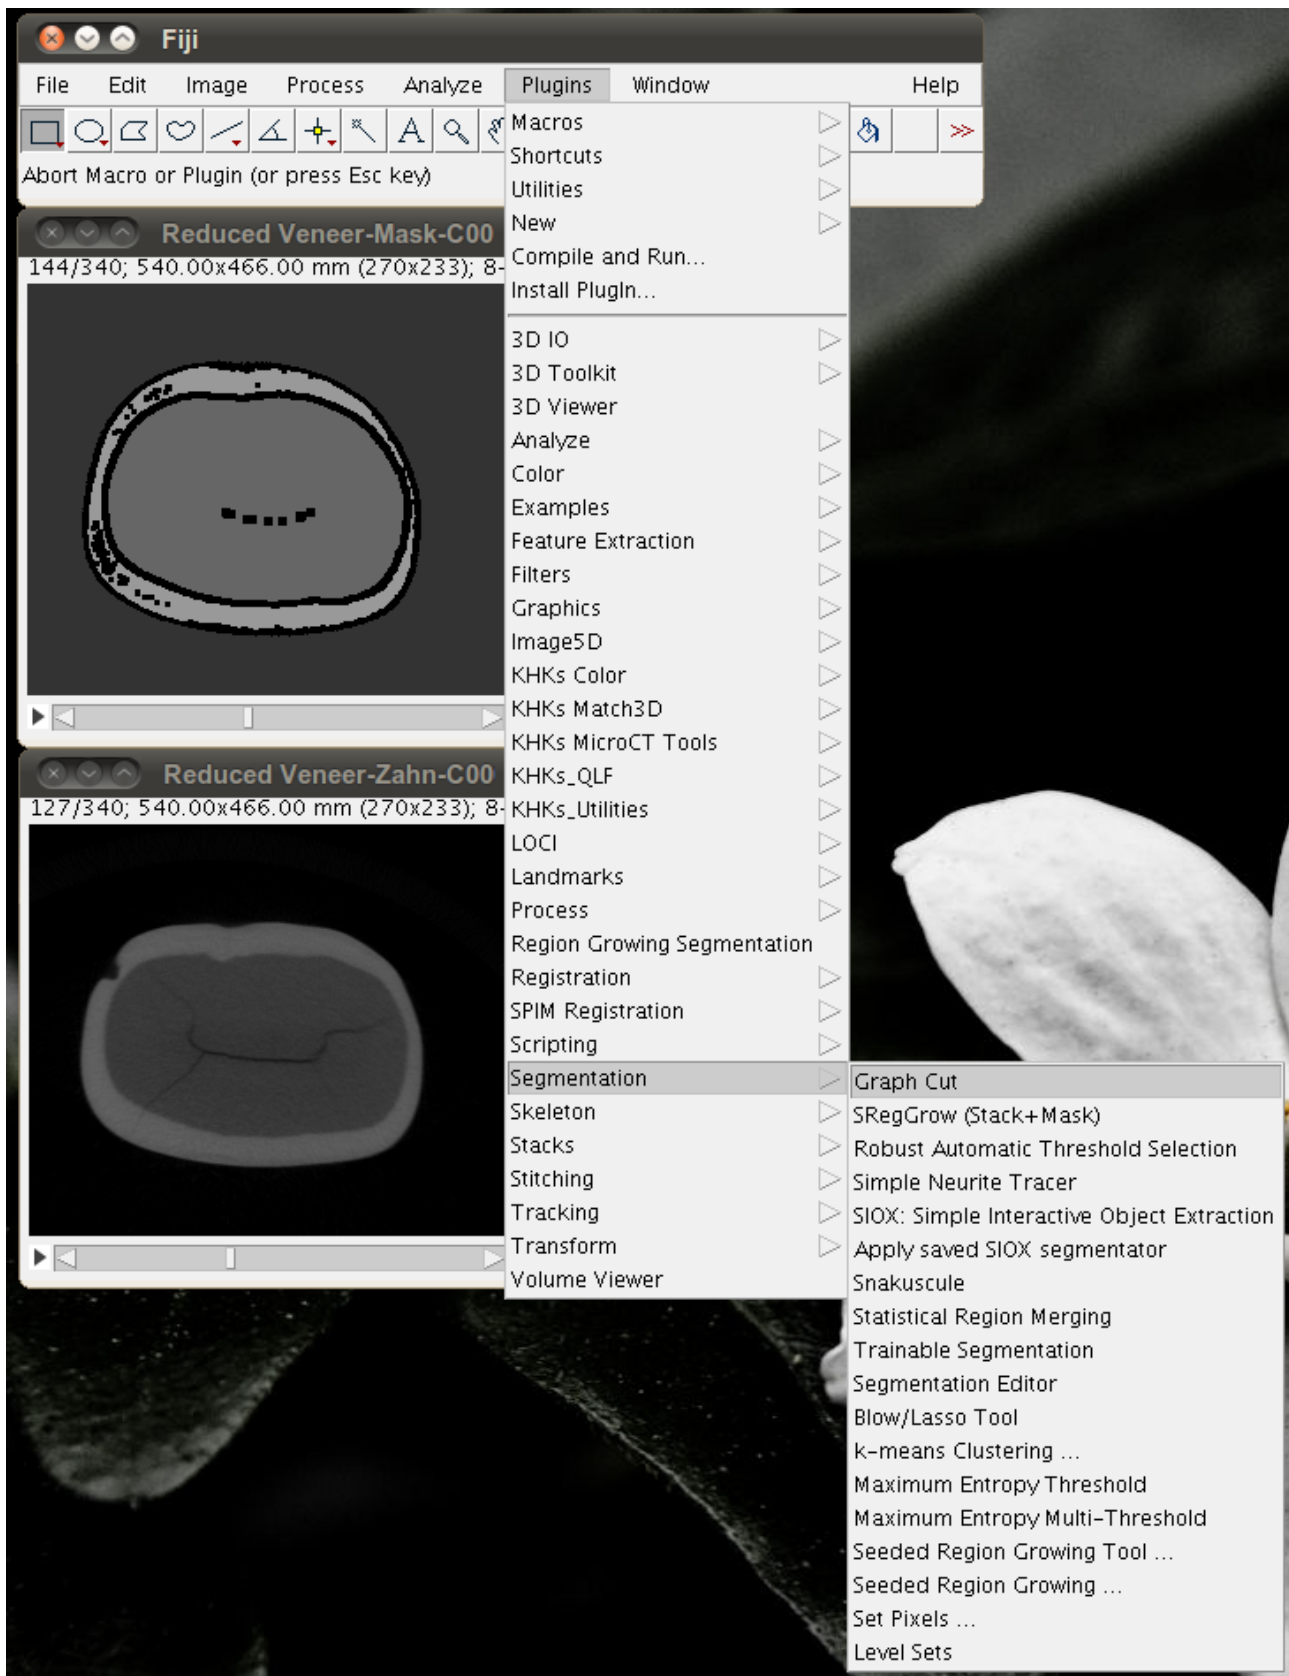 Fiji
File Edit Image Process Analyze Plugins Window Help
Abort Macro or Plugin (or press Esc key)
Reduced Veneer-Mask-C00
144/340; 540.00x466.00 mm (270x233); 8-
Reduced Veneer-Zahn-C00
127/340; 540.00x466.00 mm (270x233); 8-
Macros
Shortcuts
Utilities
New
Compile and Run...
Install PlugIn...
3D IO
3D Toolkit
3D Viewer
Analyze
Color
Examples
Feature Extraction
Filters
Graphics
Image5D
KHKs Color
KHKs Match3D
KHKs MicroCT Tools
KHKs_QLF
KHKs_Utilities
LOCI
Landmarks
Process
Region Growing Segmentation
Registration
SPIM Registration
Scripting
Segmentation
Skeleton
Stacks
Stitching
Tracking
Transform
Volume Viewer
Graph Cut
SRegGrow (Stack+Mask)
Robust Automatic Threshold Selection
Simple Neurite Tracer
SIOX: Simple Interactive Object Extraction
Apply saved SIOX segmentator
Snakuscule
Statistical Region Merging
Trainable Segmentation
Segmentation Editor
Blow/Lasso Tool
k-means Clustering ...
Maximum Entropy Threshold
Maximum Entropy Multi-Threshold
Seeded Region Growing Tool ...
Seeded Region Growing ...
Set Pixels ...
Level Sets